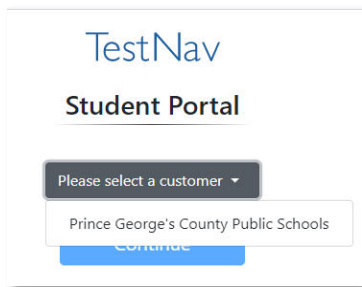 TestNav
Student Portal
Please select a customer
Prince George's County Public Schools
Continue